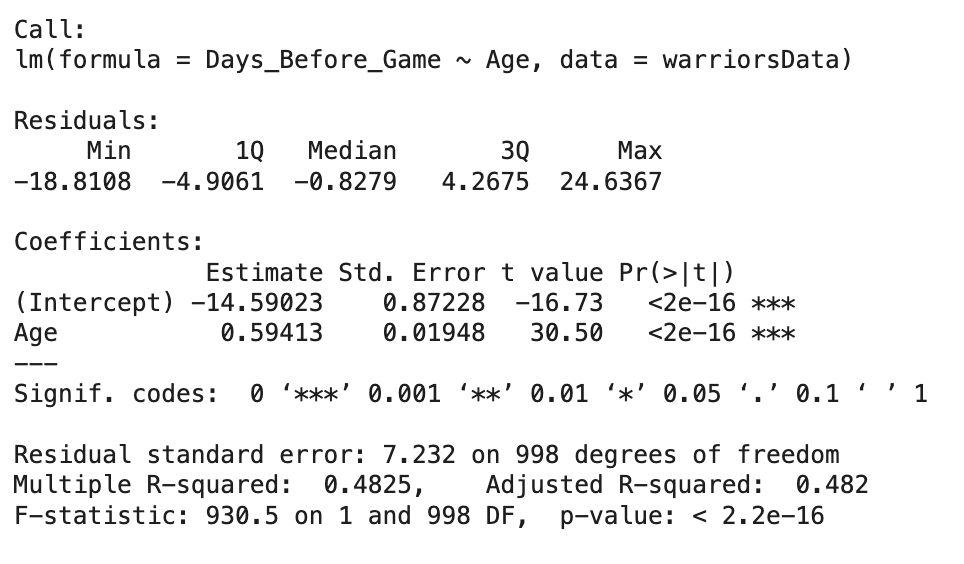 Call:
lm(formula = Days_Before_Game ~ Age, data = warriorsData)
Residuals:
     Min       1Q   Median       3Q      Max
−18.8108  −4.9061  −0.8279   4.2675  24.6367
Coefficients:
             Estimate Std. Error t value Pr(>|t|)
(Intercept) −14.59023    0.87228  −16.73   <2e−16 ***
Age           0.59413    0.01948   30.50   <2e−16 ***
−−−
Signif. codes:  0 ‘***’ 0.001 ‘**’ 0.01 ‘*’ 0.05 ‘.’ 0.1 ‘ ’ 1
Residual standard error: 7.232 on 998 degrees of freedom
Multiple R−squared:  0.4825,    Adjusted R−squared:  0.482
F−statistic: 930.5 on 1 and 998 DF,  p−value: < 2.2e−16